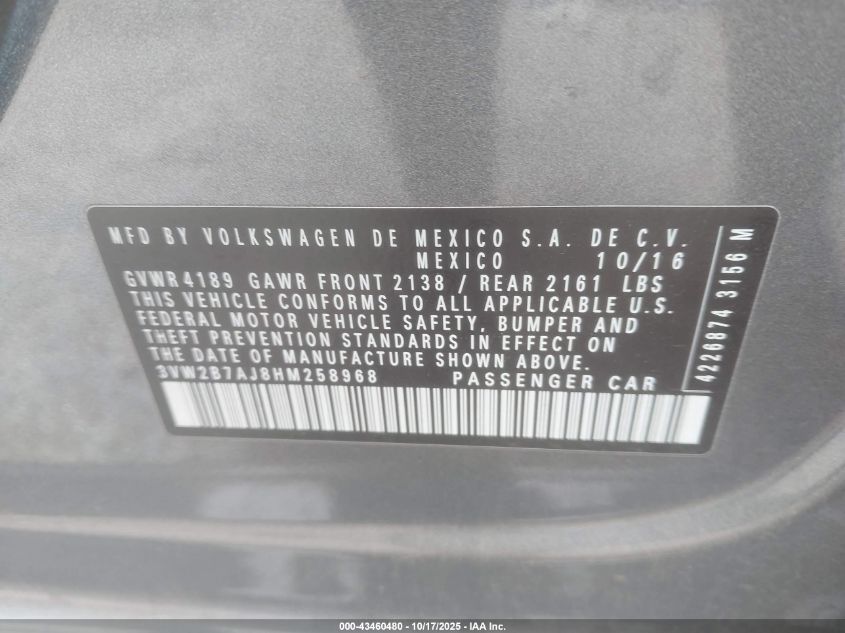 MFD BY VOLKSWAGEN DE MEXICO S.A. DE C.V.
MEXICO 10/16
GVWR 4189 GAWR FRONT 2138 / REAR 2161 LBS
THIS VEHICLE CONFORMS TO ALL APPLICABLE U.S.
FEDERAL MOTOR VEHICLE SAFETY, BUMPER AND
THEFT PREVENTION STANDARDS IN EFFECT ON
THE DATE OF MANUFACTURE SHOWN ABOVE.
3VW2B7AJ8HM258968 PASSENGER CAR
4226874 3156 M
000-43460480 - 10/17/2025 - IAA Inc.